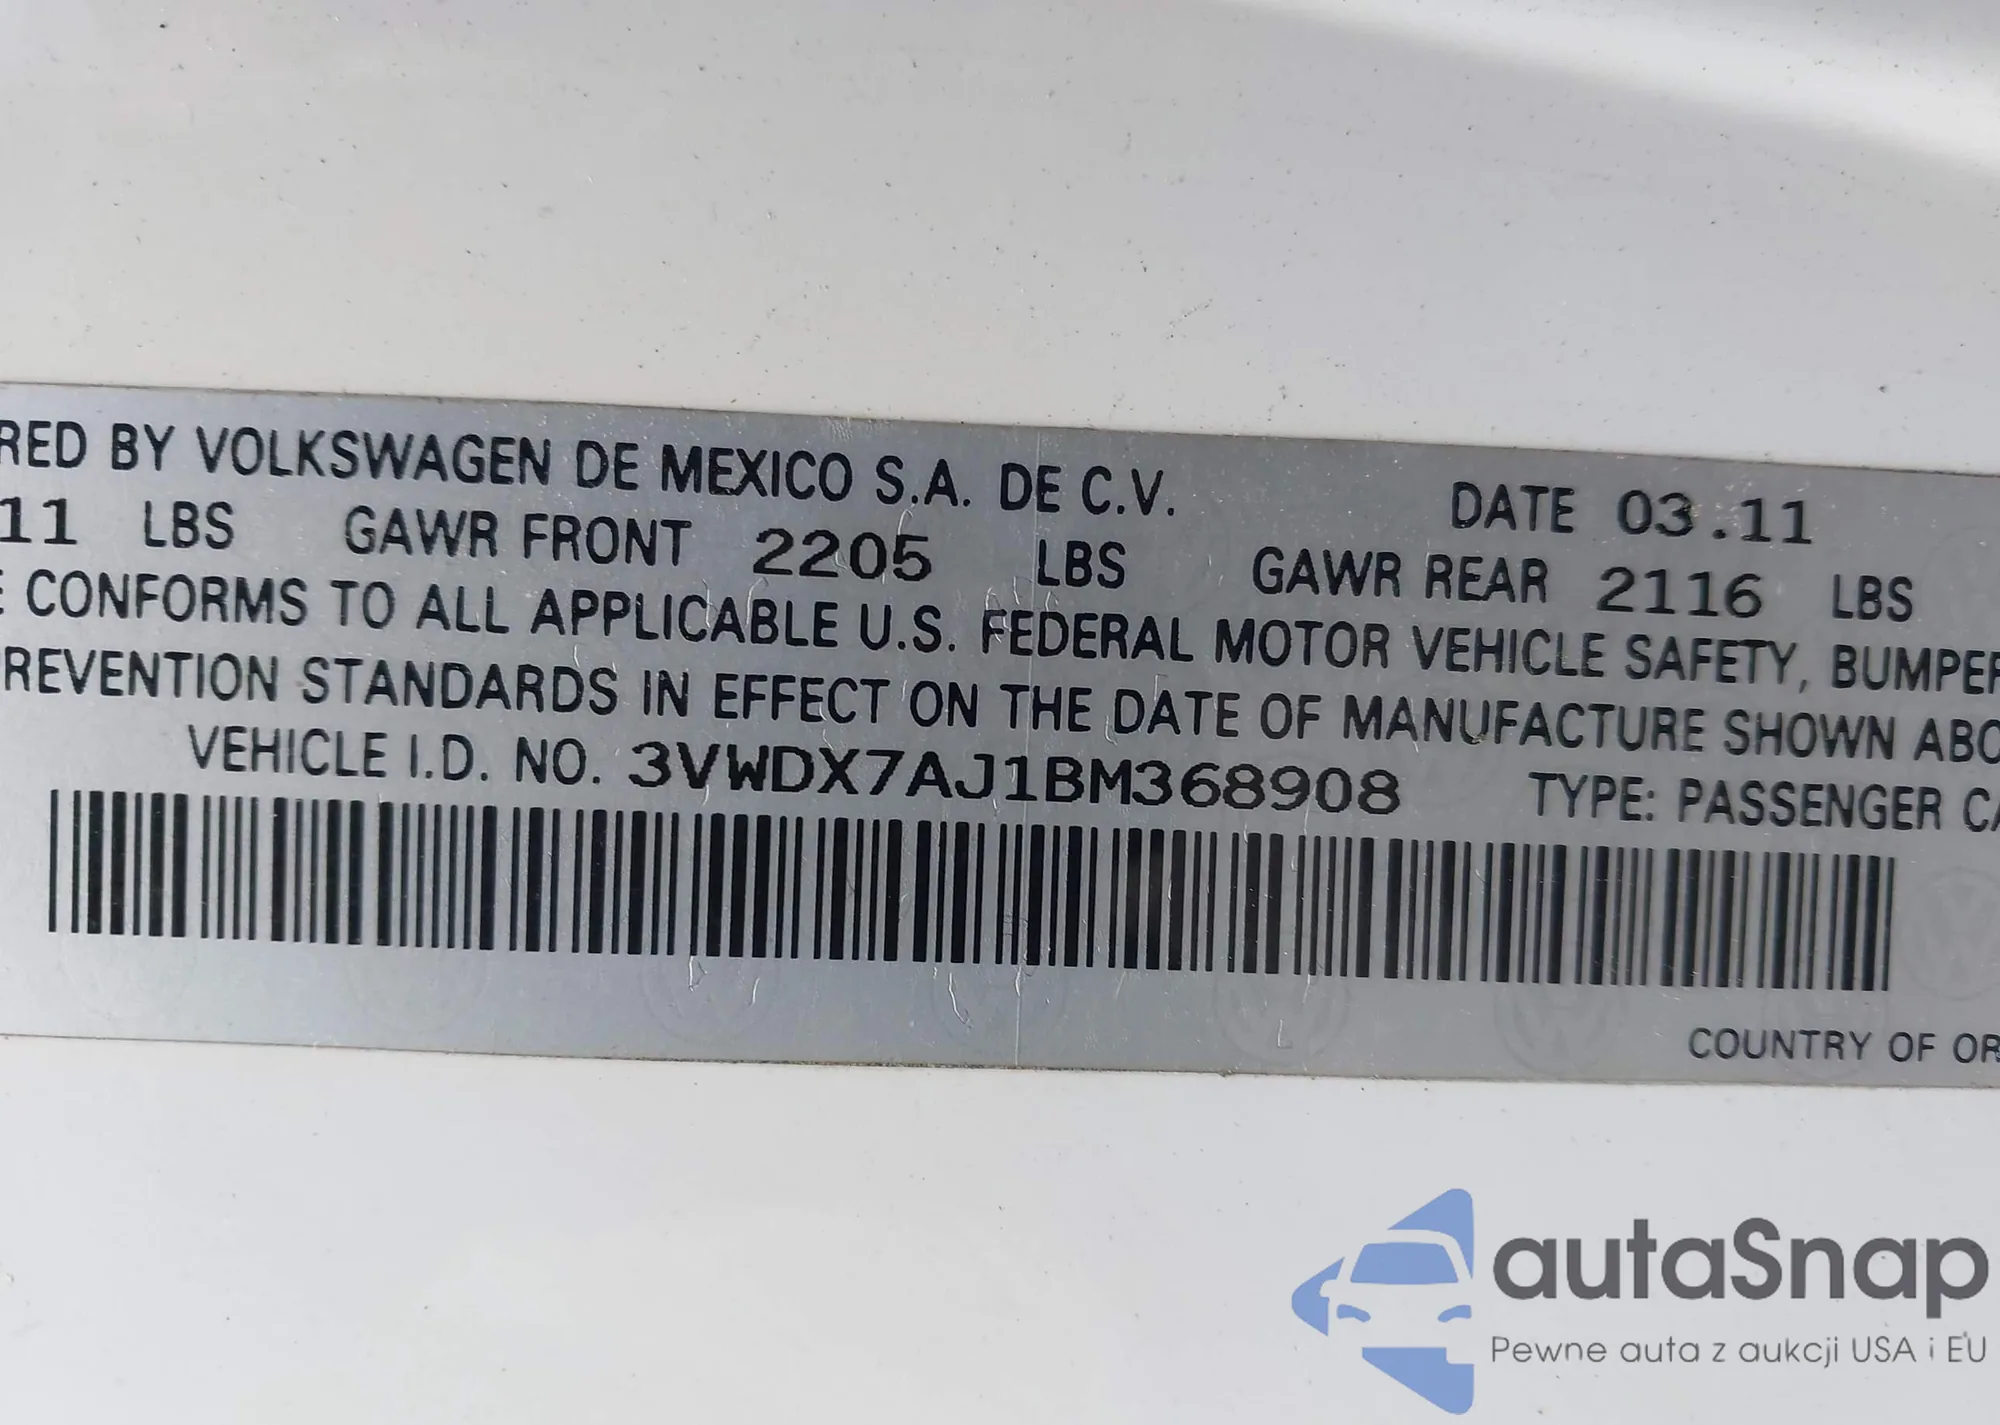 RED BY VOLKSWAGEN DE MEXICO S.A. DE C.V. DATE 03.11
11 LBS GAWR FRONT 2205 LBS GAWR REAR 2116 LBS
E CONFORMS TO ALL APPLICABLE U.S. FEDERAL MOTOR VEHICLE SAFETY, BUMPER
PREVENTION STANDARDS IN EFFECT ON THE DATE OF MANUFACTURE SHOWN ABO
VEHICLE I.D. NO. 3VWDX7AJ1BM368908 TYPE: PASSENGER CA
COUNTRY OF OR
autaSnap
Pewne auta z aukcji USA i EU